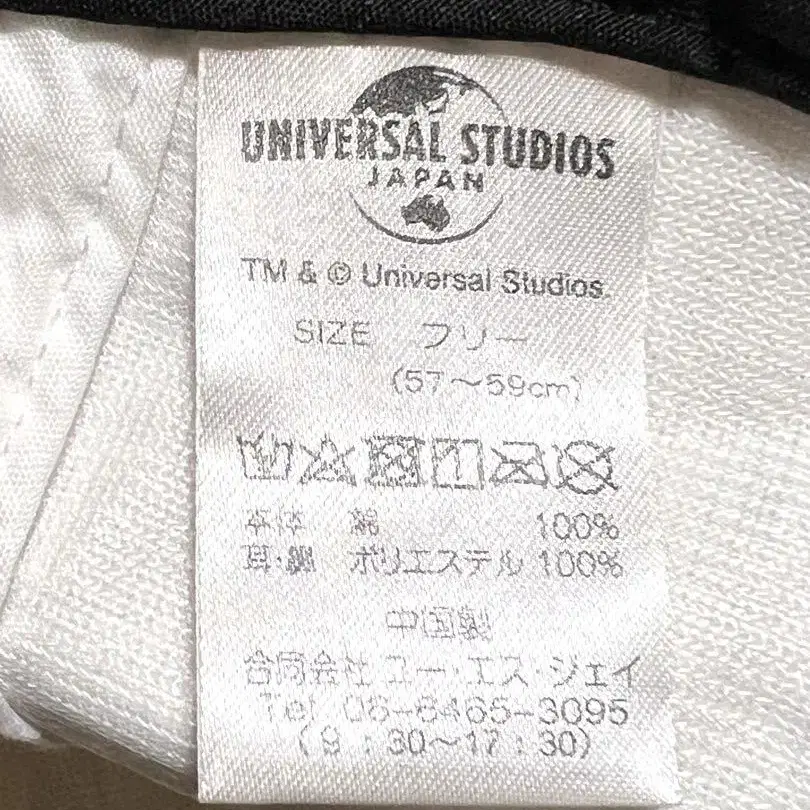 UNIVERSAL STUDIOS
JAPAN
TM & © Universal Studios.
SIZE フリー
(57～59cm)
本体 綿 100%
耳・鼻 ポリエステル 100%
中国製
合同会社 ユー・エス・ジェイ
Tel 06-6465-3095
(9:30～17:30)